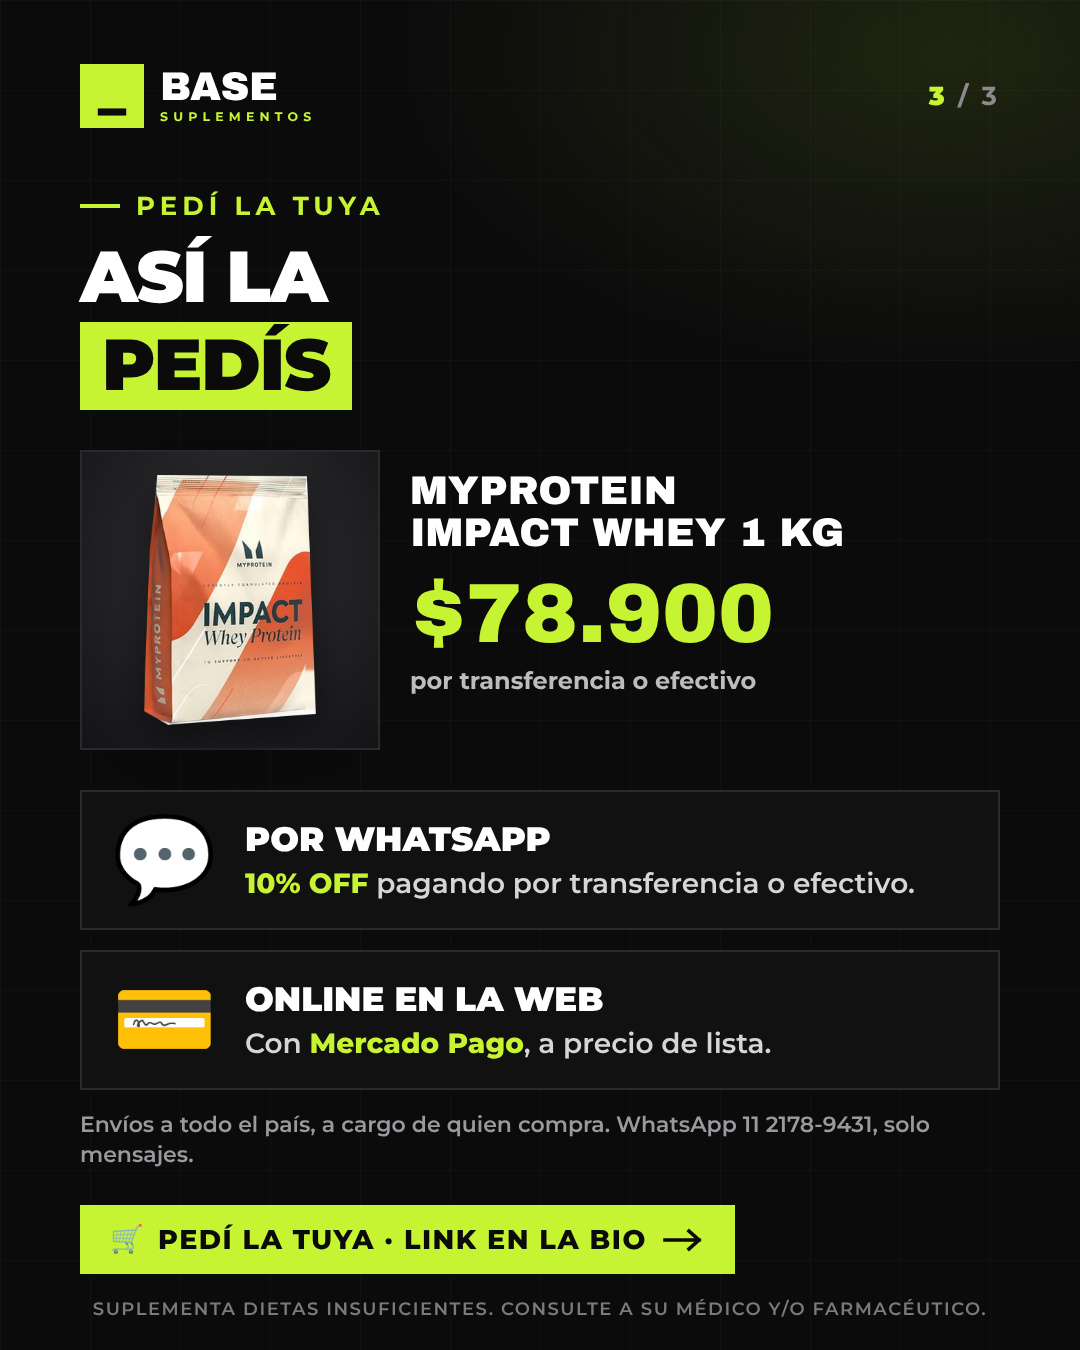 BASE
SUPLEMENTOS
3 / 3
PEDÍ LA TUYA
ASÍ LA
PEDÍS
MYPROTEIN
IMPACT
Whey Protein
MYPROTEIN
MYPROTEIN
IMPACT WHEY 1 KG
$78.900
por transferencia o efectivo
POR WHATSAPP
10% OFF pagando por transferencia o efectivo.
ONLINE EN LA WEB
Con Mercado Pago, a precio de lista.
Envíos a todo el país, a cargo de quien compra. WhatsApp 11 2178-9431, solo
mensajes.
PEDÍ LA TUYA · LINK EN LA BIO →
SUPLEMENTA DIETAS INSUFICIENTES. CONSULTE A SU MÉDICO Y/O FARMACÉUTICO.